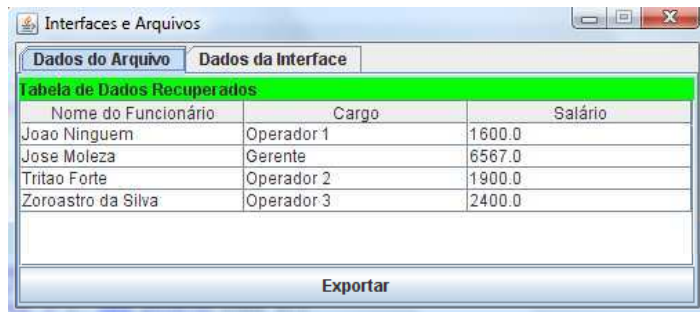 Interfaces e Arquivos
Dados do Arquivo Dados da Interface
Tabela de Dados Recuperados
Nome do Funcionário Cargo Salário
Joao Ninguem Operador 1 1600.0
Jose Moleza Gerente 6567.0
Tritao Forte Operador 2 1900.0
Zoroastro da Silva Operador 3 2400.0
Exportar